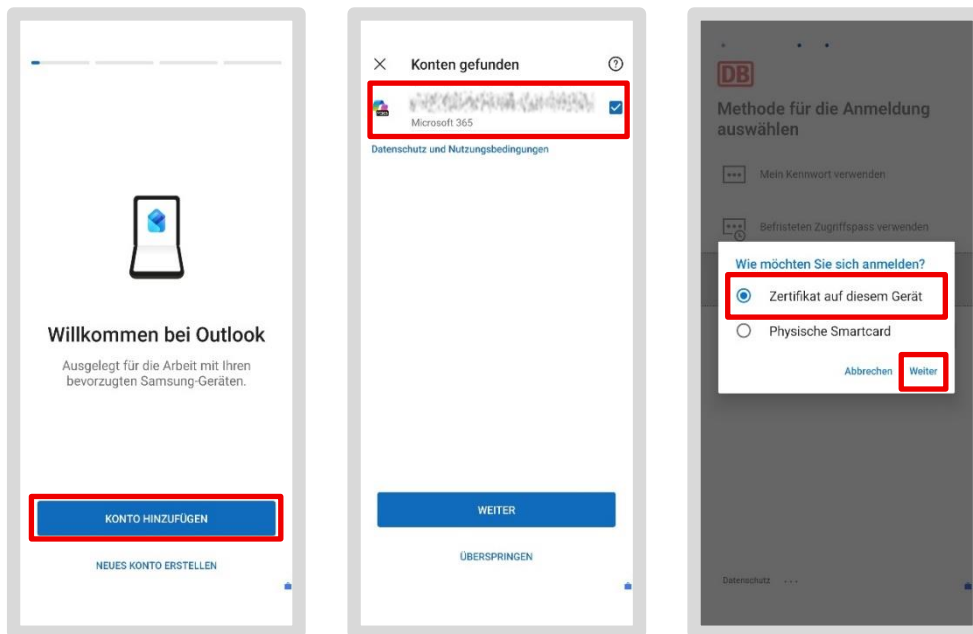 Willkommen bei Outlook
Ausgelegt für die Arbeit mit Ihren
bevorzugten Samsung-Geräten.
KONTO HINZUFÜGEN
NEUES KONTO ERSTELLEN
Konten gefunden
Microsoft 365
Datenschutz und Nutzungsbedingungen
WEITER
ÜBERSPRINGEN
DB
Methode für die Anmeldung
auswählen
Mein Kennwort verwenden
Befristeten Zugriffspass verwenden
Wie möchten Sie sich anmelden?
Zertifikat auf diesem Gerät
Physische Smartcard
Abbrechen Weiter
Datenschutz ...